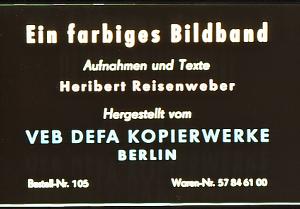 Ein farbiges Bildband
Aufnahmen und Texte
Heribert Reisenweber
Hergestellt vom
VEB DEFA KOPIERWERKE
BERLIN
Bestell-Nr. 105 Waren-Nr. 57 84 61 00